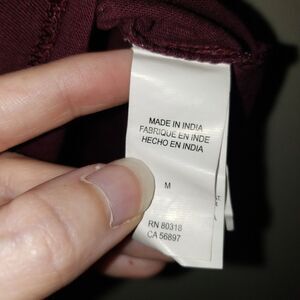 MADE IN INDIA
FABRIQUE EN INDE
HECHO EN INDIA
M
RN 80318
CA 56897